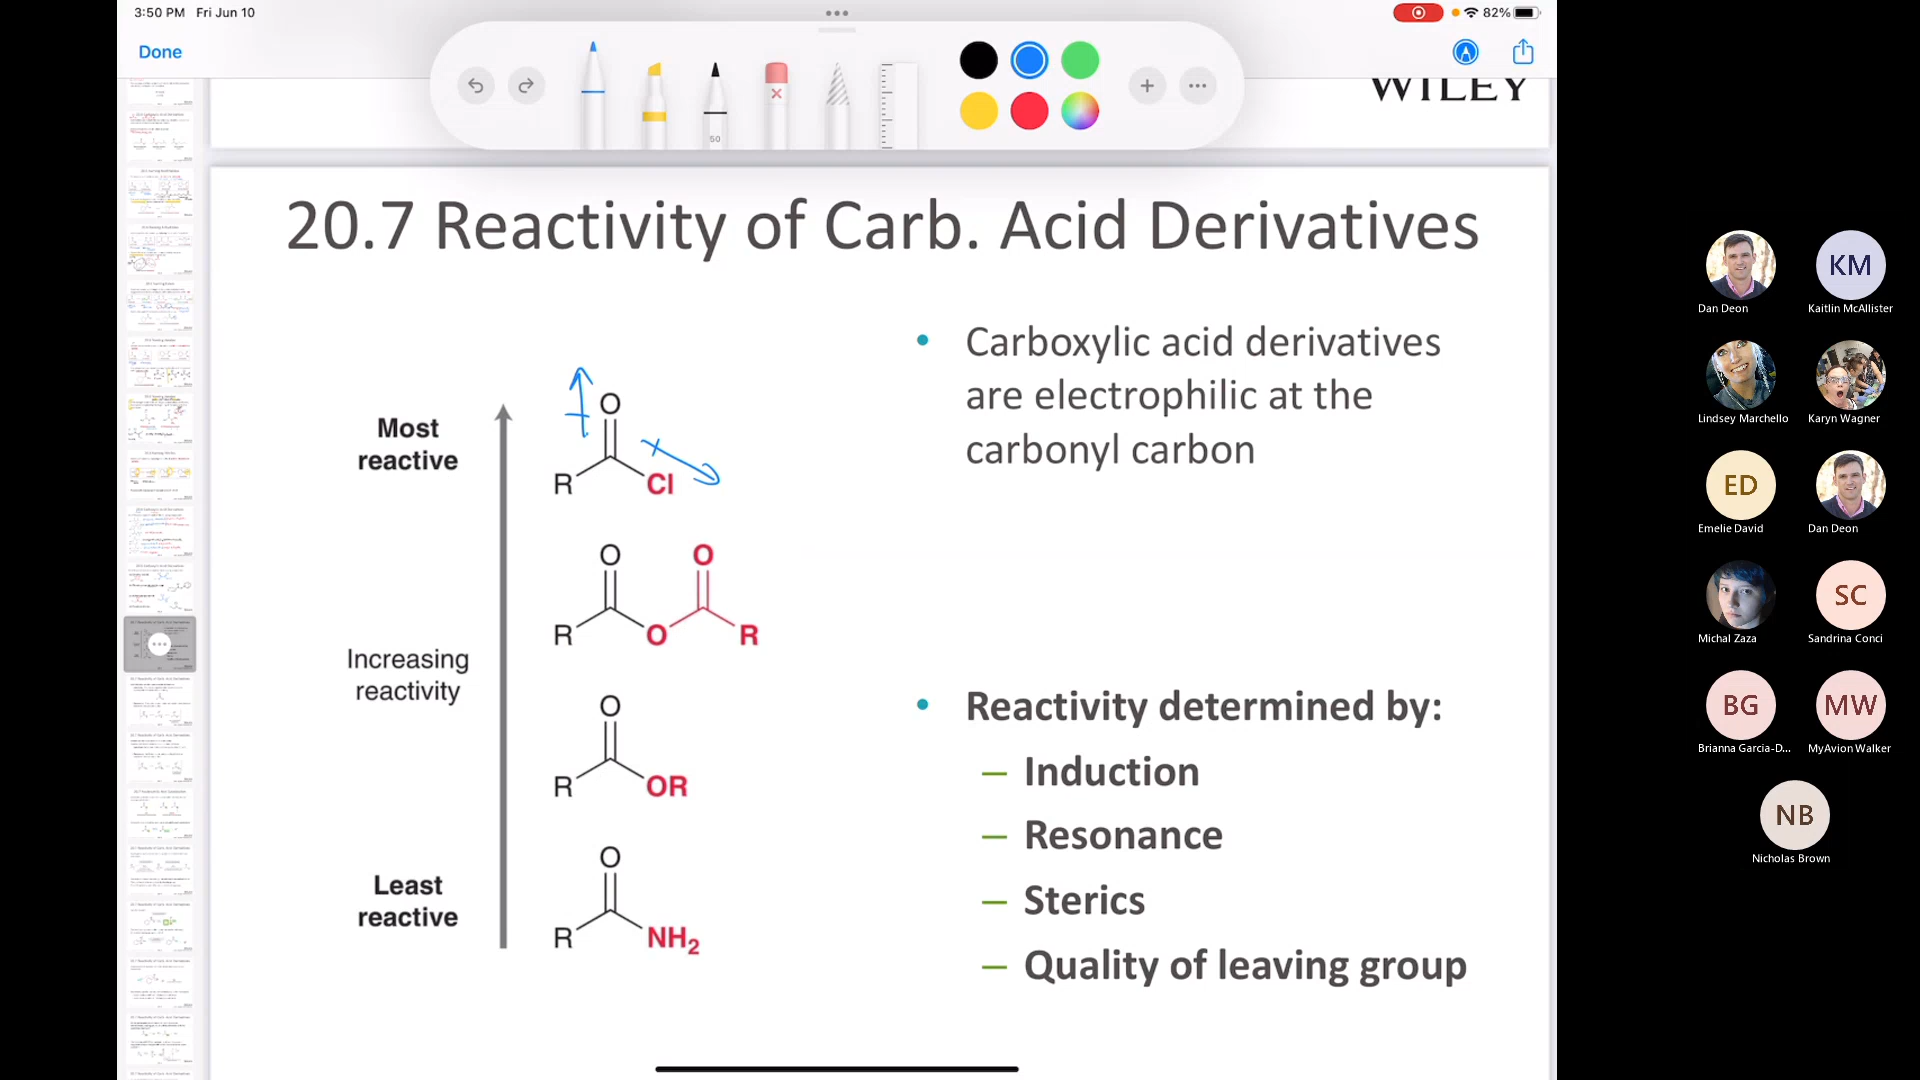 3:50 PM Fri Jun 10
82%
Done
50
WILEY
20.7 Reactivity of Carb. Acid Derivatives
Most
reactive
Increasing
reactivity
Least
reactive
O
R
Cl
O
O
R
O
R
O
R
OR
O
R
NH2
• Carboxylic acid derivatives
are electrophilic at the
carbonyl carbon
• Reactivity determined by:
– Induction
– Resonance
– Sterics
– Quality of leaving group
Dan Deon
KM
Kaitlin McAllister
Lindsey Marchello
Karyn Wagner
ED
Emelie David
Dan Deon
Michal Zaza
SC
Sandrina Conci
BG
Brianna Garcia-D...
MW
MyAvion Walker
NB
Nicholas Brown